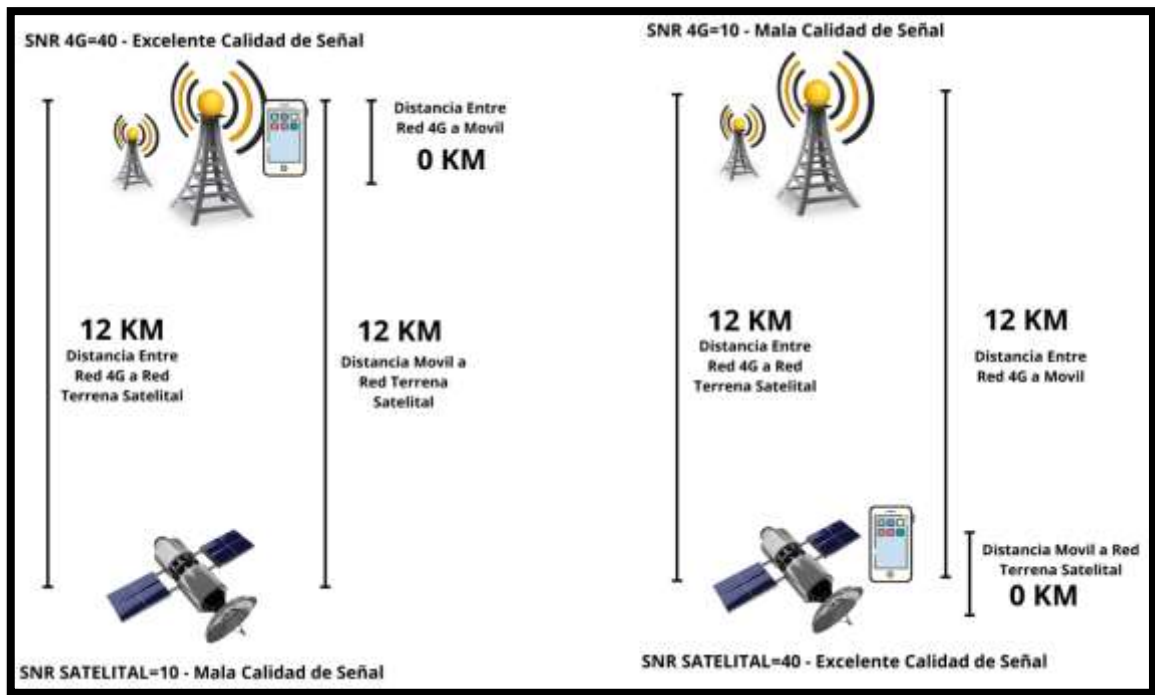 SNR 4G=40 - Excelente Calidad de Señal
Distancia Entre
Red 4G a Movil
0 KM
12 KM
Distancia Entre
Red 4G a Red
Terrena Satelital
12 KM
Distancia Movil a
Red Terrena
Satelital
SNR SATELITAL=10 - Mala Calidad de Señal
SNR 4G=10 - Mala Calidad de Señal
12 KM
Distancia Entre
Red 4G a Red
Terrena Satelital
12 KM
Distancia Entre
Red 4G a Movil
Distancia Movil a Red
Terrena Satelital
0 KM
SNR SATELITAL=40 - Excelente Calidad de Señal